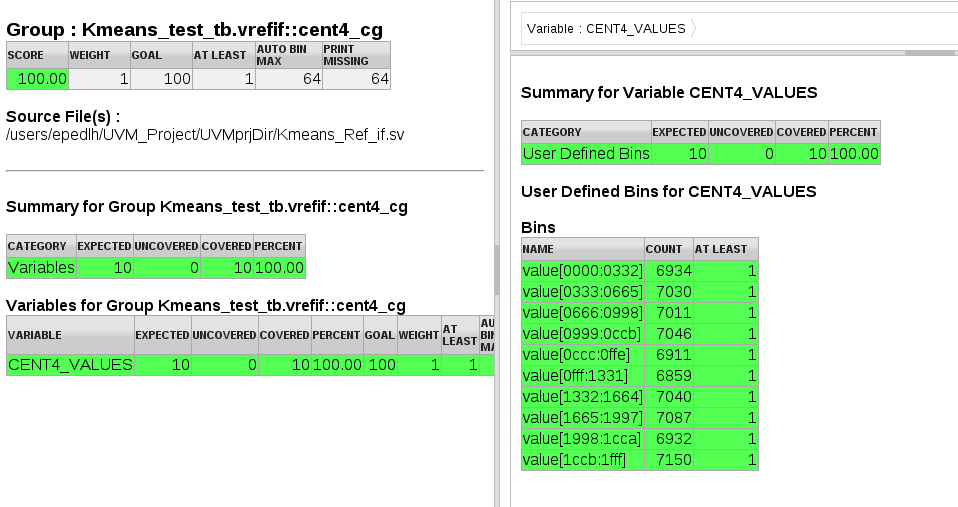 Group : Kmeans_test_tb.vrefif::cent4_cg
SCORE WEIGHT GOAL AT LEAST AUTO BIN MAX PRINT MISSING
100.00 1 100 1 64 64
Source File(s) :
/users/epedlh/UVM_Project/UVMprjDir/Kmeans_Ref_if.sv
Summary for Group Kmeans_test_tb.vrefif::cent4_cg
CATEGORY EXPECTED UNCOVERED COVERED PERCENT
Variables 10 0 10 100.00
Variables for Group Kmeans_test_tb.vrefif::cent4_cg
VARIABLE EXPECTED UNCOVERED COVERED PERCENT GOAL WEIGHT AT LEAST AU BIN MA
CENT4_VALUES 10 0 10 100.00 100 1 1
Variable : CENT4_VALUES
Summary for Variable CENT4_VALUES
CATEGORY EXPECTED UNCOVERED COVERED PERCENT
User Defined Bins 10 0 10 100.00
User Defined Bins for CENT4_VALUES
Bins
NAME COUNT AT LEAST
value[0000:0332] 6934 1
value[0333:0665] 7030 1
value[0666:0998] 7011 1
value[0999:0ccb] 7046 1
value[0ccc:0ffe] 6911 1
value[0fff:1331] 6859 1
value[1332:1664] 7040 1
value[1665:1997] 7087 1
value[1998:1cca] 6932 1
value[1ccb:1fff] 7150 1